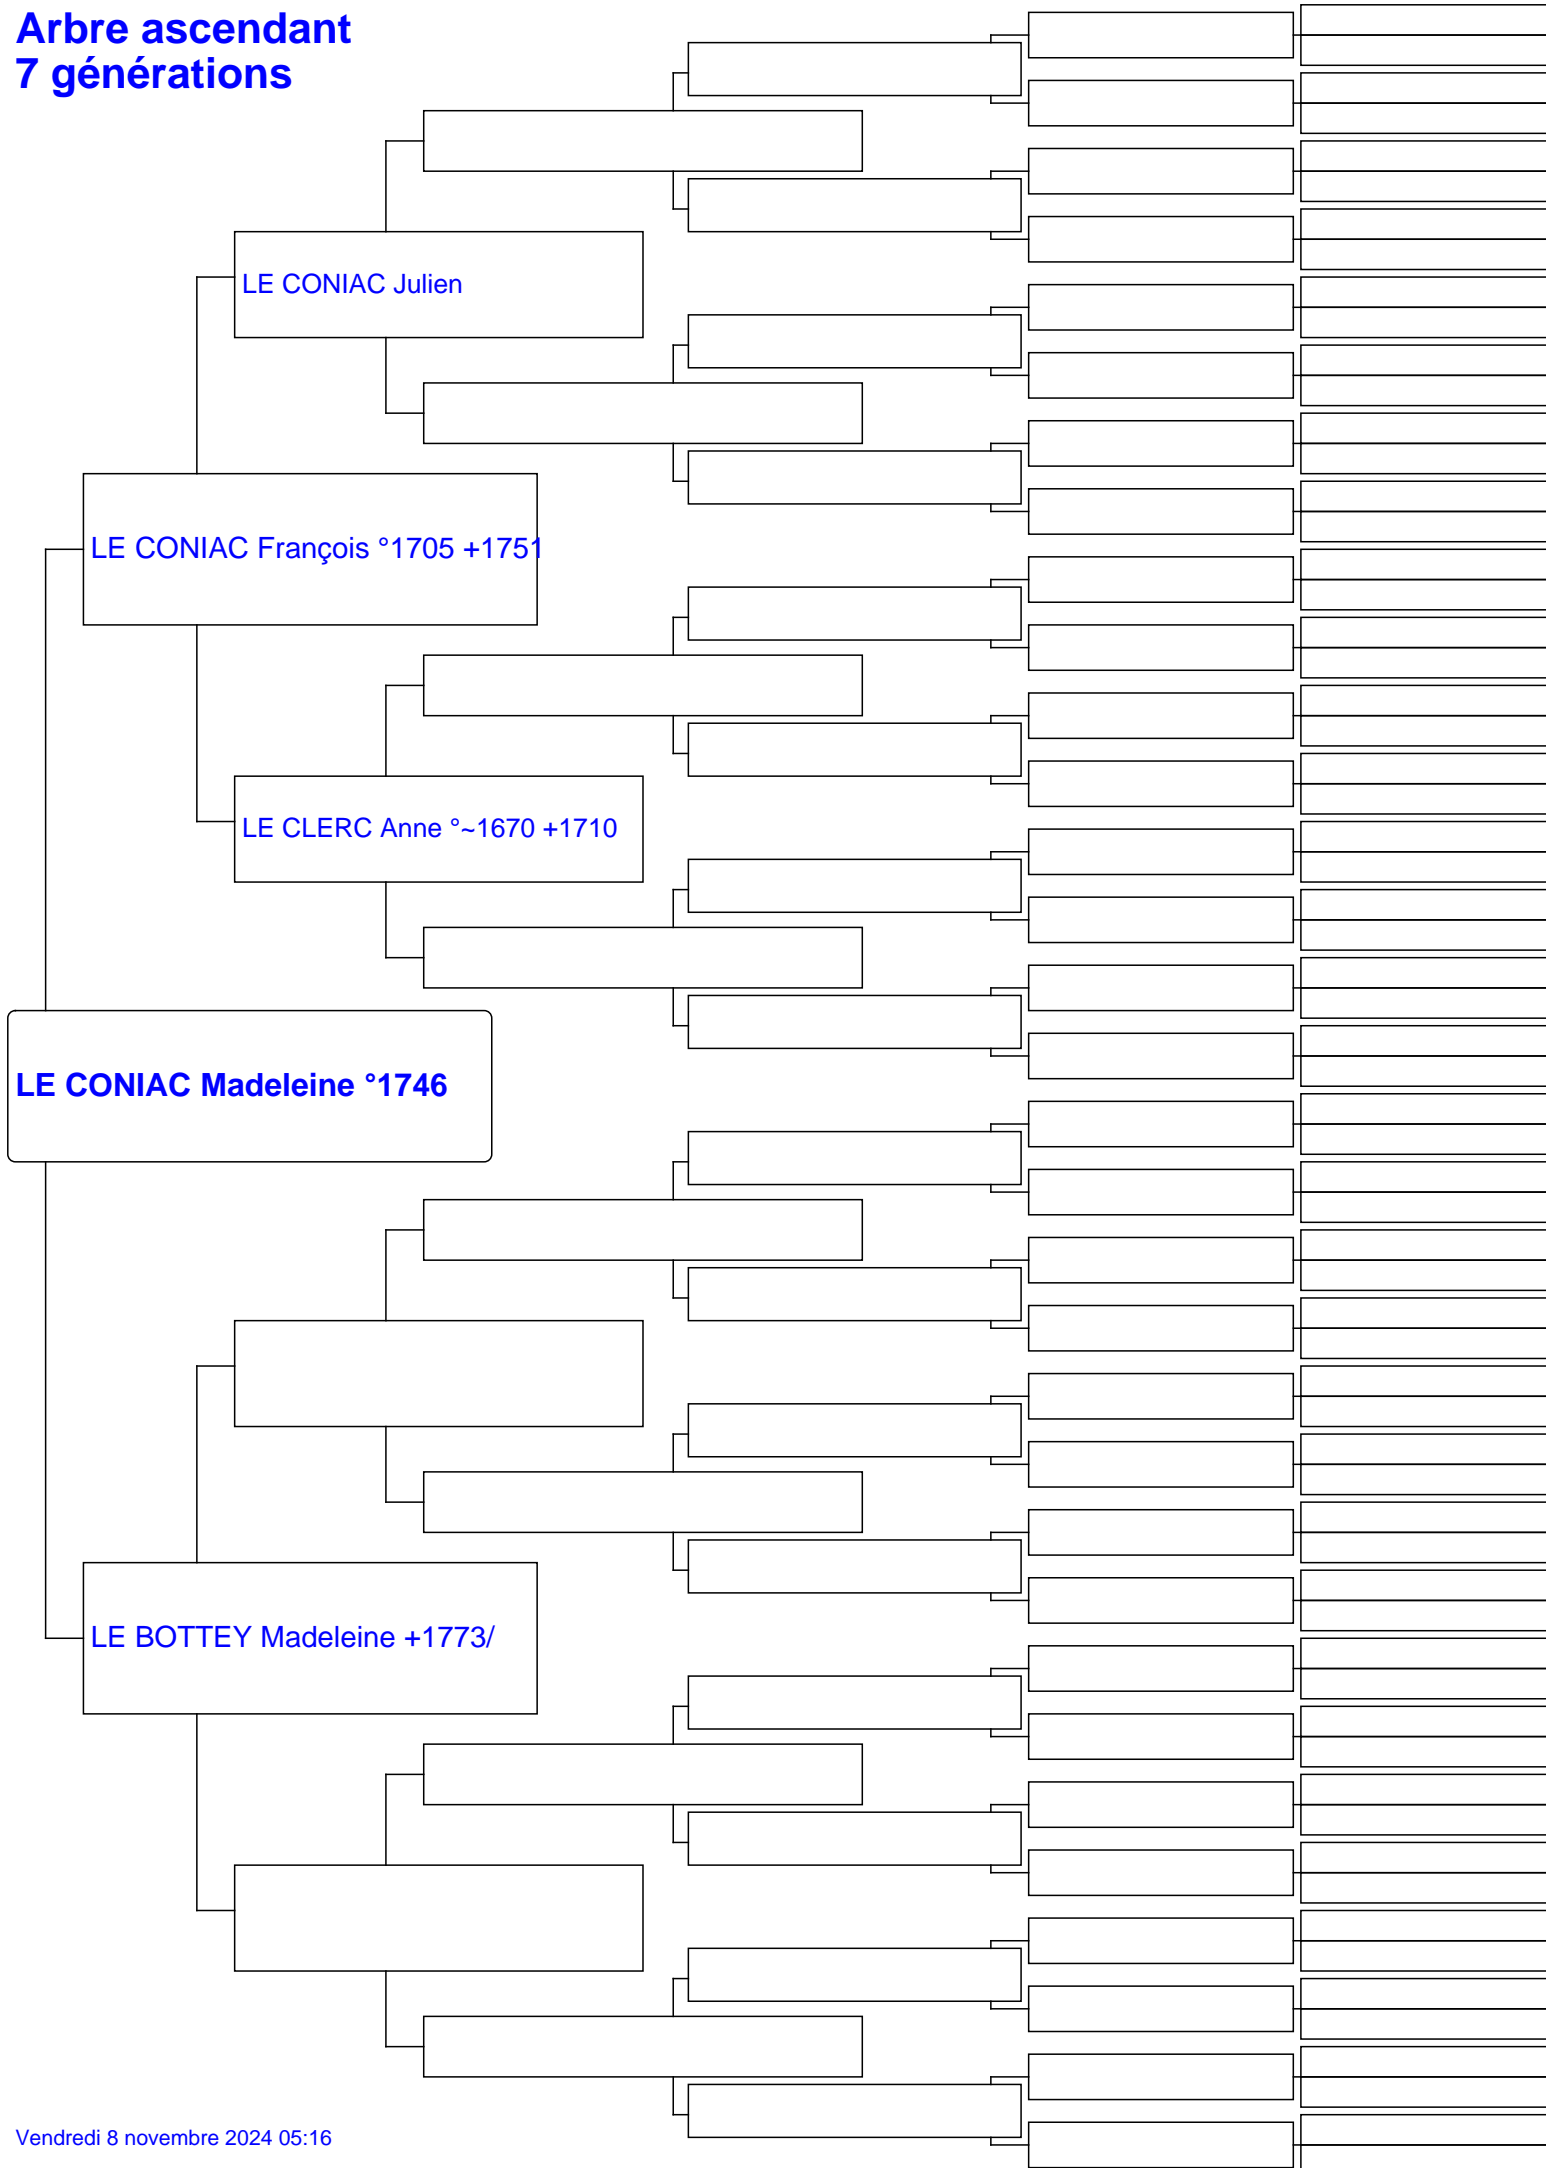 Arbre ascendant
7 générations
LE CONIAC Julien
LE CONIAC François °1705 +1751
LE CLERC Anne °~1670 +1710
LE CONIAC Madeleine °1746
LE BOTTEY Madeleine +1773/
Vendredi 8 novembre 2024 05:16